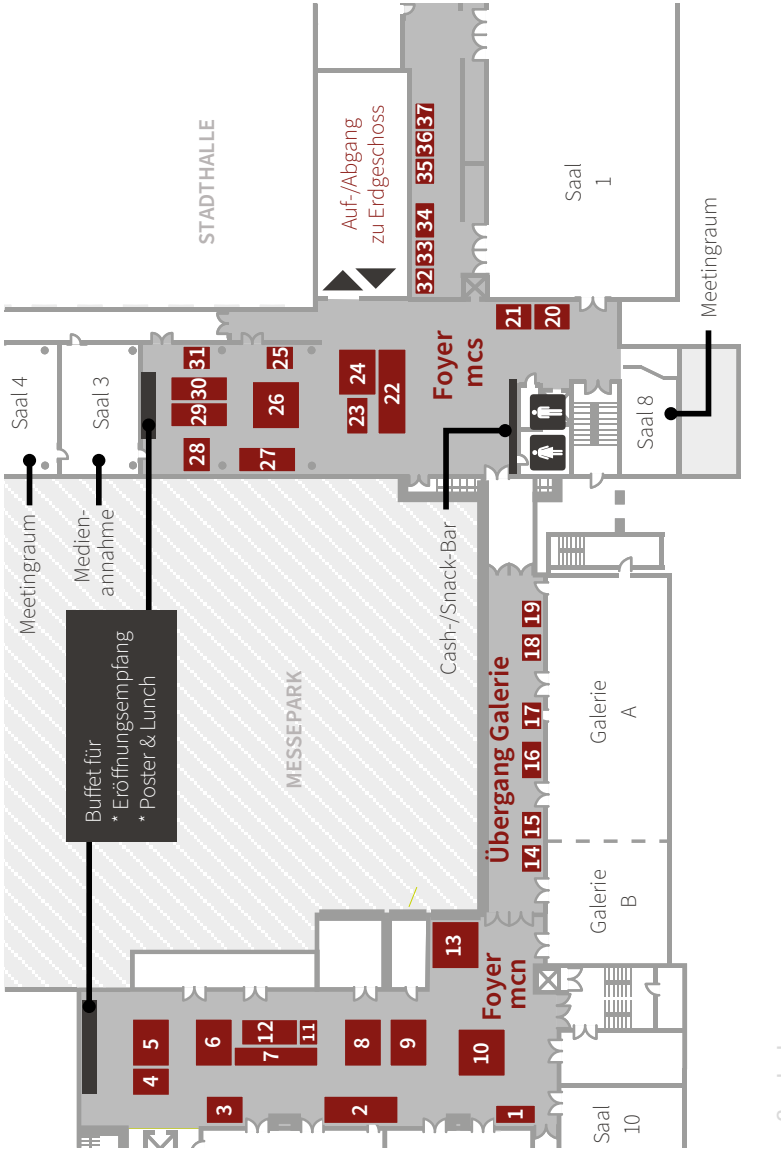 STADTHALLE
Auf-/Abgang
zu Erdgeschoss
37
36
35
34
33
32
Saal
1
Meetingraum
Saal 4
Saal 3
31
30
29
28
25
26
27
24
23
22
Foyer
mcs
21
20
Saal 8
Meetingraum
Medien-
annahme
Cash-/Snack-Bar
Buffet für
* Eröffnungsempfang
* Poster & Lunch
MESSEPARK
Übergang Galerie
19
18
17
16
15
14
Galerie
A
Galerie
B
13
Foyer
mcn
12
11
10
9
8
7
6
5
4
3
2
1
Saal
10